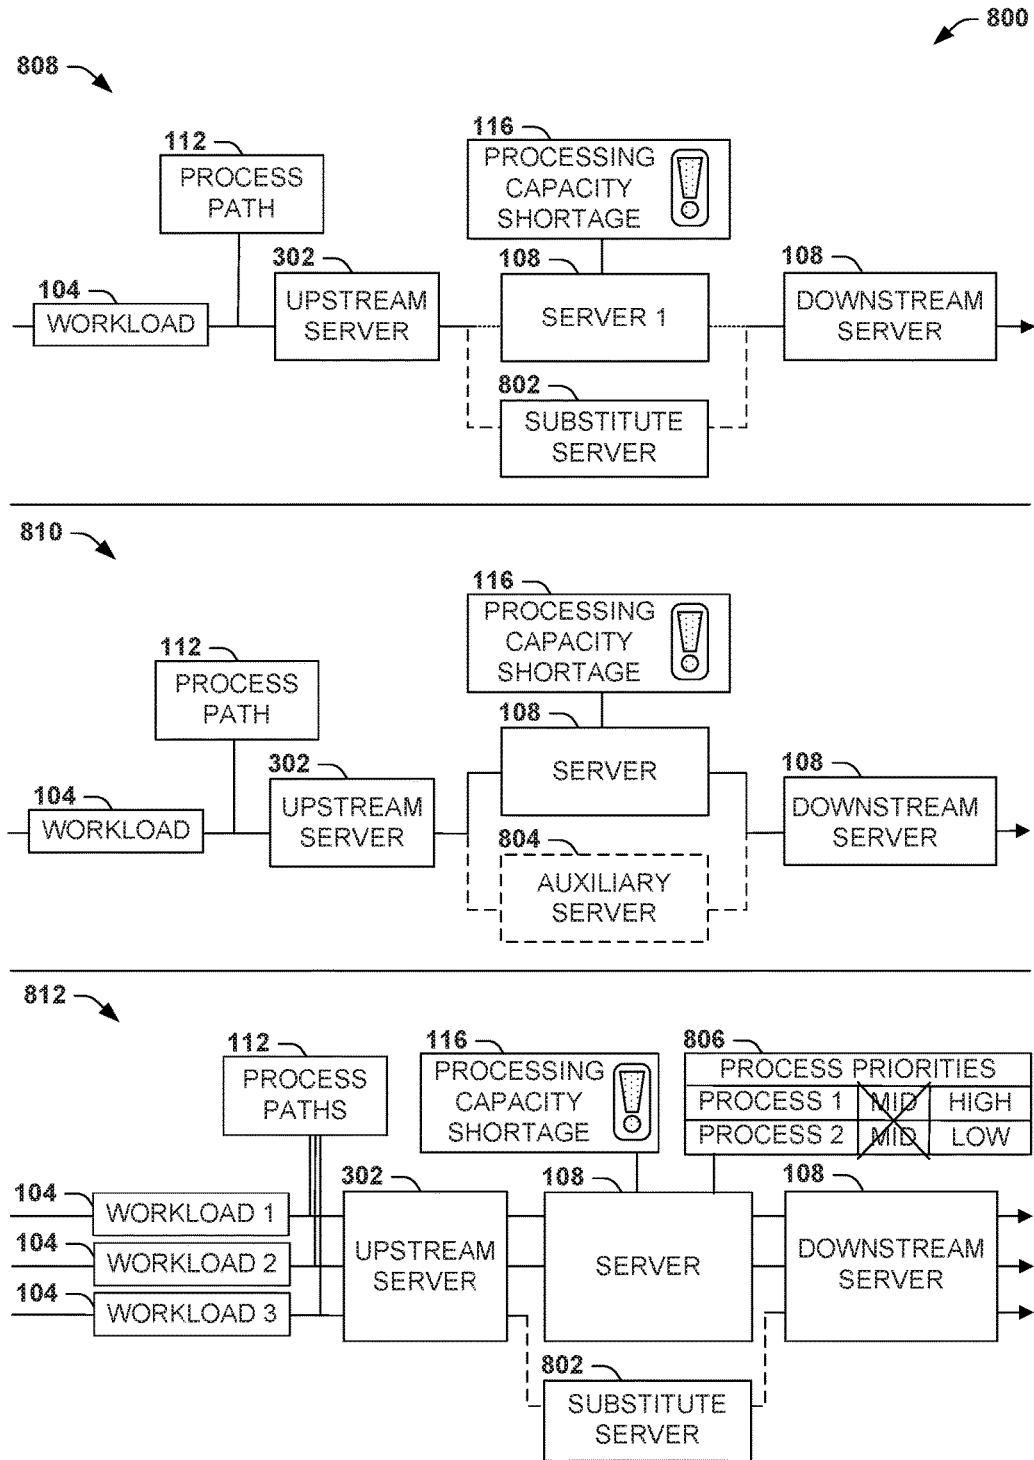 800
808
112
PROCESS
PATH
116
PROCESSING
CAPACITY
SHORTAGE
104
WORKLOAD
302
UPSTREAM
SERVER
108
SERVER 1
108
DOWNSTREAM
SERVER
802
SUBSTITUTE
SERVER
810
112
PROCESS
PATH
116
PROCESSING
CAPACITY
SHORTAGE
104
WORKLOAD
302
UPSTREAM
SERVER
108
SERVER
108
DOWNSTREAM
SERVER
804
AUXILIARY
SERVER
812
112
PROCESS
PATHS
116
PROCESSING
CAPACITY
SHORTAGE
806
PROCESS PRIORITIES
PROCESS 1 MID HIGH
PROCESS 2 MID LOW
104
WORKLOAD 1
104
WORKLOAD 2
104
WORKLOAD 3
302
UPSTREAM
SERVER
108
SERVER
108
DOWNSTREAM
SERVER
802
SUBSTITUTE
SERVER